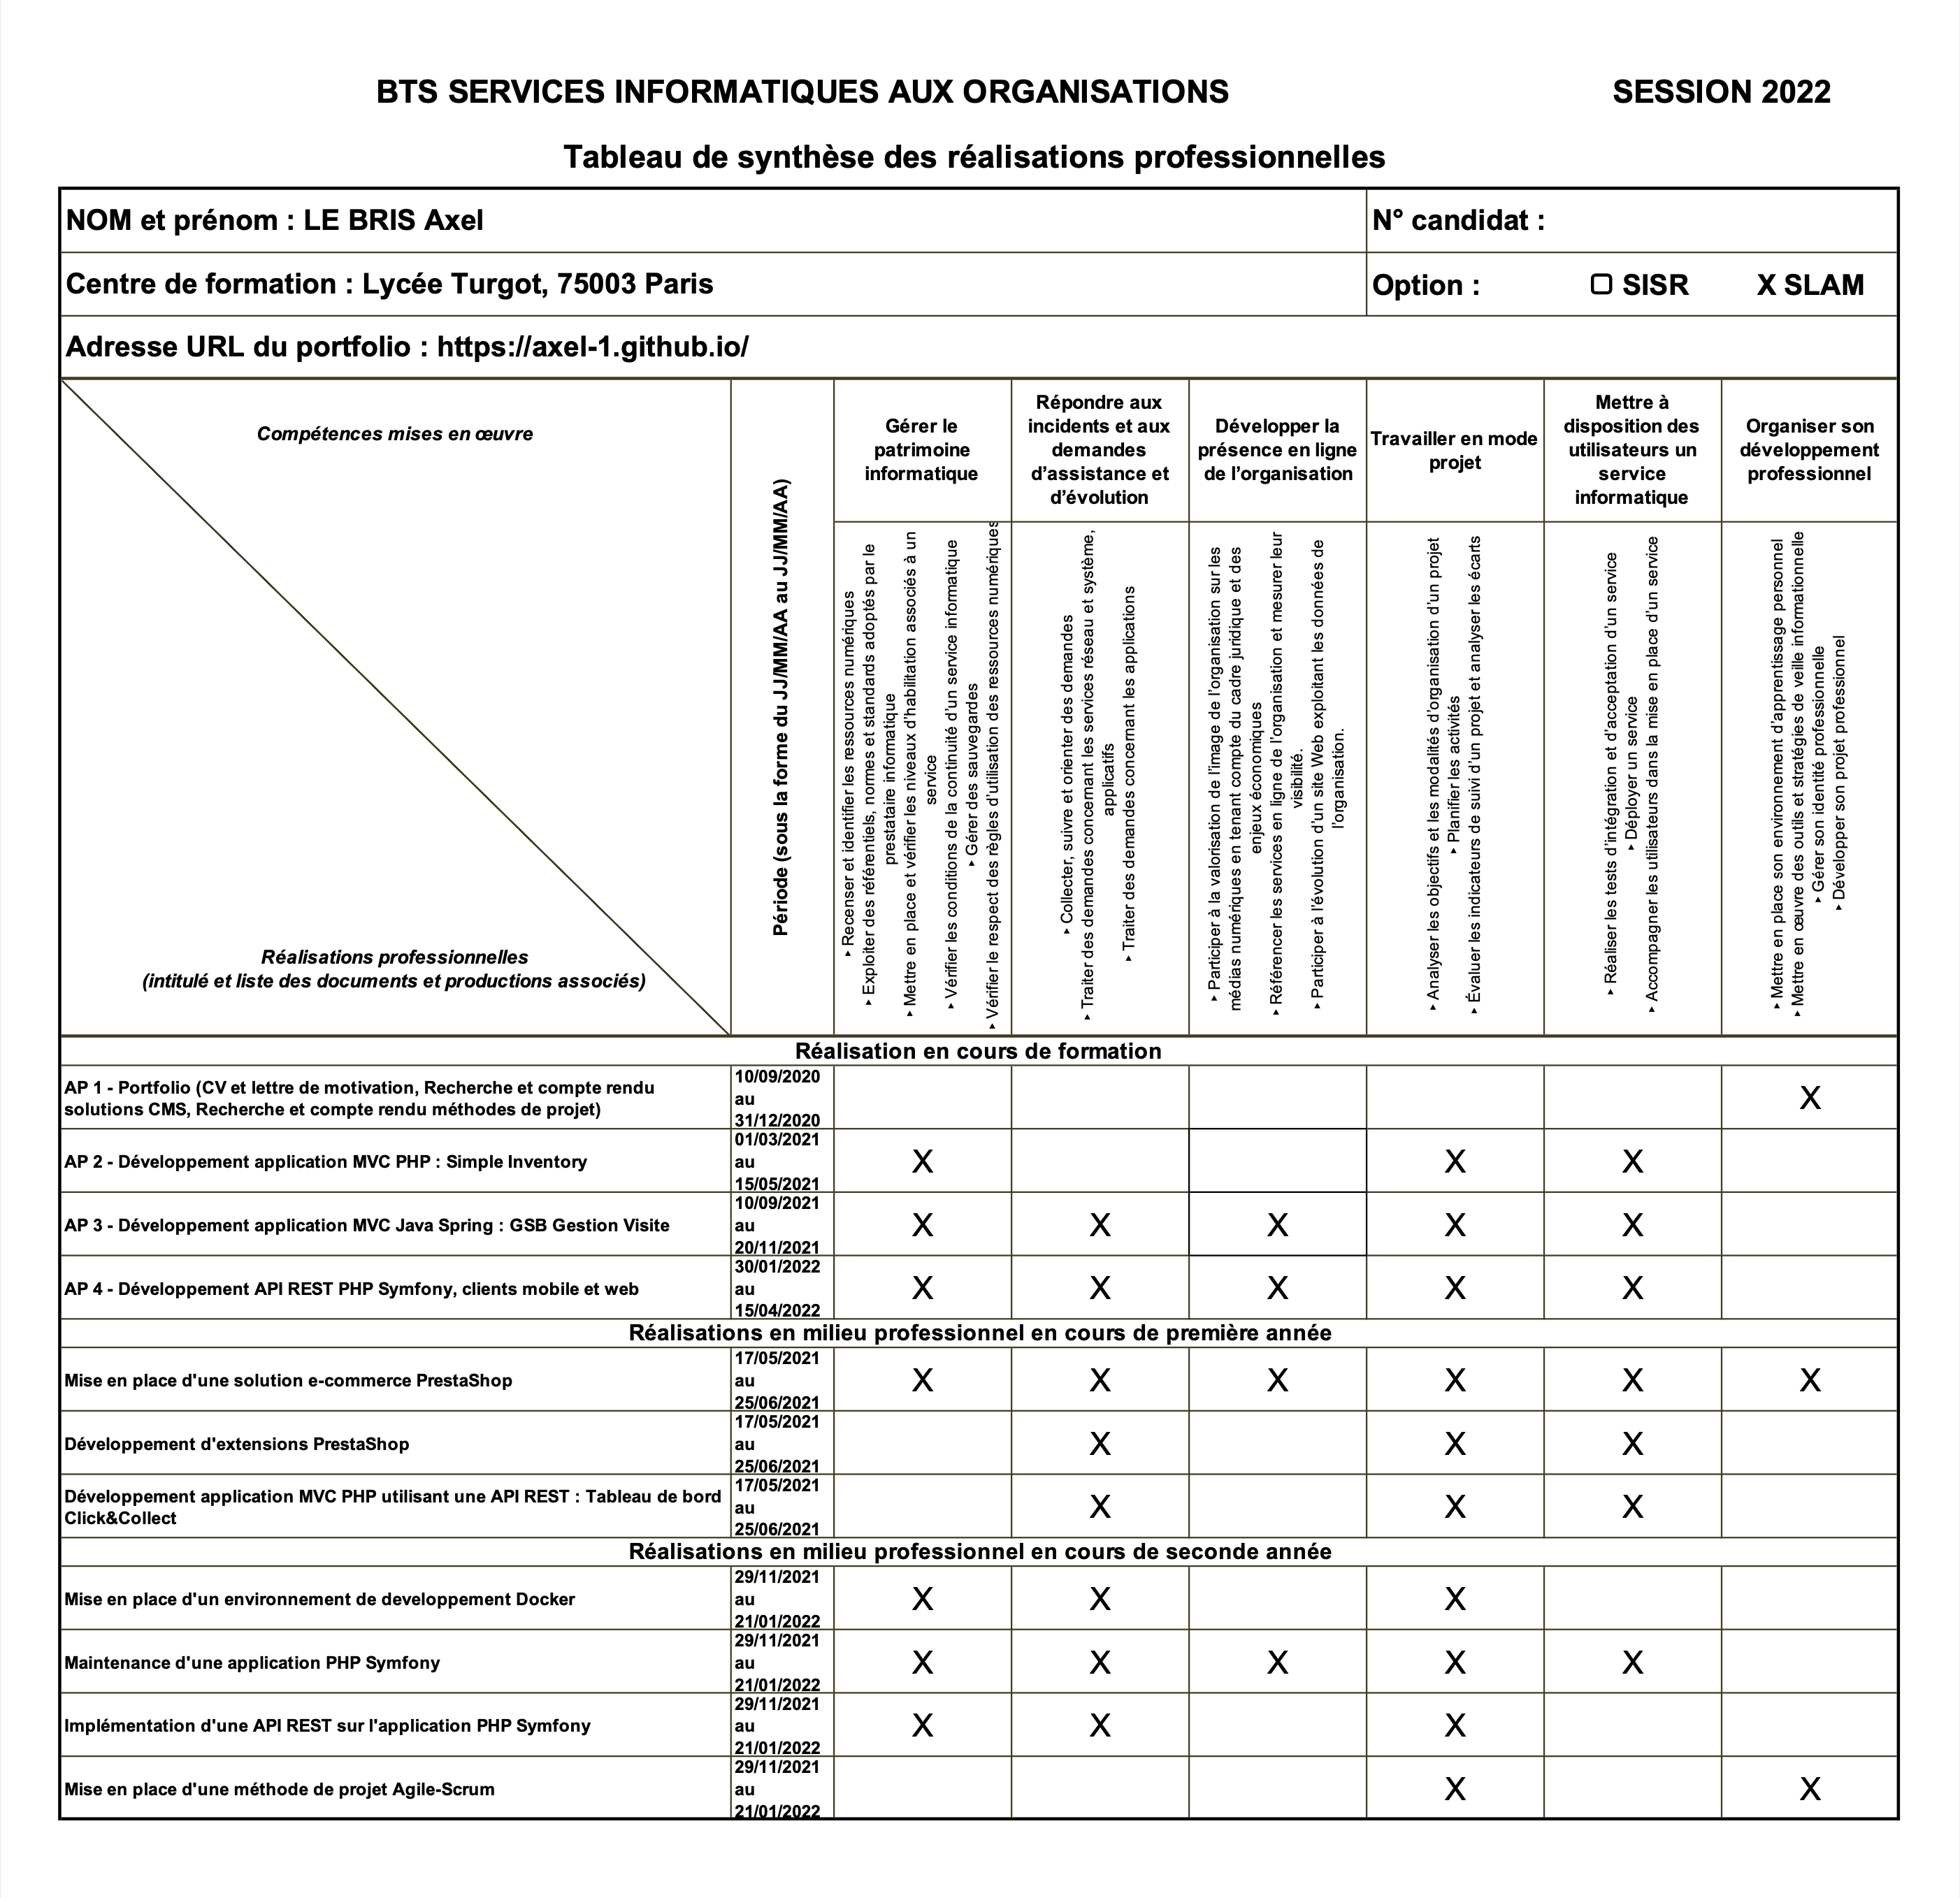 BTS SERVICES INFORMATIQUES AUX ORGANISATIONS SESSION 2022
Tableau de synthèse des réalisations professionnelles
NOM et prénom : LE BRIS Axel
N° candidat :
Centre de formation : Lycée Turgot, 75003 Paris
Option : ☐ SISR X SLAM
Adresse URL du portfolio : https://axel-1.github.io/
Compétences mises en œuvre
Réalisations professionnelles
(intitulé et liste des documents et productions associés)
Période (sous la forme du JJ/MM/AA au JJ/MM/AA)
Gérer le
patrimoine
informatique
Répondre aux
incidents et aux
demandes
d’assistance et
d’évolution
Développer la
présence en ligne
de l’organisation
Travailler en mode
projet
Mettre à
disposition des
utilisateurs un
service
informatique
Organiser son
développement
professionnel
▸ Recenser et identifier les ressources numériques
▸ Exploiter des référentiels, normes et standards adoptés par le
prestataire informatique
▸ Mettre en place et vérifier les niveaux d’habilitation associés à un
service
▸ Vérifier les conditions de la continuité d’un service informatique
▸ Gérer des sauvegardes
▸ Vérifier le respect des règles d’utilisation des ressources numériques
▸ Collecter, suivre et orienter des demandes
▸ Traiter des demandes concernant les services réseau et système,
applicatifs
▸ Traiter des demandes concernant les applications
▸ Participer à la valorisation de l’image de l’organisation sur les
médias numériques en tenant compte du cadre juridique et des
enjeux économiques
▸ Référencer les services en ligne de l’organisation et mesurer leur
visibilité.
▸ Participer à l’évolution d’un site Web exploitant les données de
l’organisation.
▸ Analyser les objectifs et les modalités d’organisation d’un projet
▸ Planifier les activités
▸ Évaluer les indicateurs de suivi d’un projet et analyser les écarts
▸ Réaliser les tests d’intégration et d’acceptation d’un service
▸ Déployer un service
▸ Accompagner les utilisateurs dans la mise en place d’un service
▸ Mettre en place son environnement d’apprentissage personnel
▸ Mettre en œuvre des outils et stratégies de veille informationnelle
▸ Gérer son identité professionnelle
▸ Développer son projet professionnel
Réalisation en cours de formation
AP 1 - Portfolio (CV et lettre de motivation, Recherche et compte rendu
solutions CMS, Recherche et compte rendu méthodes de projet)
10/09/2020
au
31/12/2020
X
AP 2 - Développement application MVC PHP : Simple Inventory
01/03/2021
au
15/05/2021
X X X
AP 3 - Développement application MVC Java Spring : GSB Gestion Visite
10/09/2021
au
20/11/2021
X X X X X
AP 4 - Développement API REST PHP Symfony, clients mobile et web
30/01/2022
au
15/04/2022
X X X X X
Réalisations en milieu professionnel en cours de première année
Mise en place d'une solution e-commerce PrestaShop
17/05/2021
au
25/06/2021
X X X X X X
Développement d'extensions PrestaShop
17/05/2021
au
25/06/2021
X X X
Développement application MVC PHP utilisant une API REST : Tableau de bord
Click&Collect
17/05/2021
au
25/06/2021
X X X
Réalisations en milieu professionnel en cours de seconde année
Mise en place d'un environnement de developpement Docker
29/11/2021
au
21/01/2022
X X X
Maintenance d'une application PHP Symfony
29/11/2021
au
21/01/2022
X X X X X
Implémentation d'une API REST sur l'application PHP Symfony
29/11/2021
au
21/01/2022
X X X
Mise en place d'une méthode de projet Agile-Scrum
29/11/2021
au
21/01/2022
X X